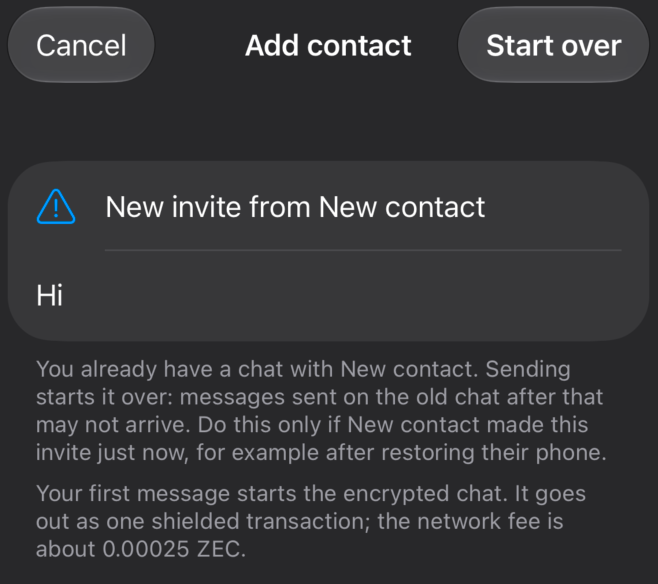 Cancel
Add contact
Start over
New invite from New contact
Hi
You already have a chat with New contact. Sending
starts it over: messages sent on the old chat after that
may not arrive. Do this only if New contact made this
invite just now, for example after restoring their phone.
Your first message starts the encrypted chat. It goes
out as one shielded transaction; the network fee is
about 0.00025 ZEC.